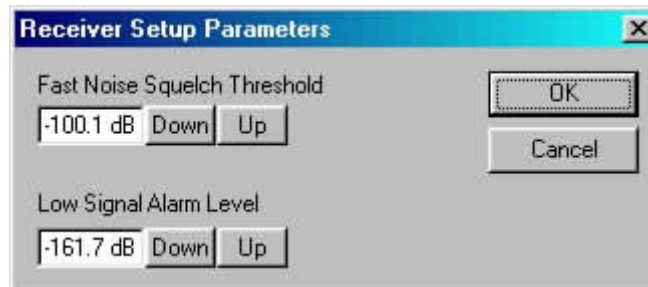 Receiver Setup Parameters
Fast Noise Squelch Threshold
-100.1 dB Down Up
OK
Cancel
Low Signal Alarm Level
-161.7 dB Down Up